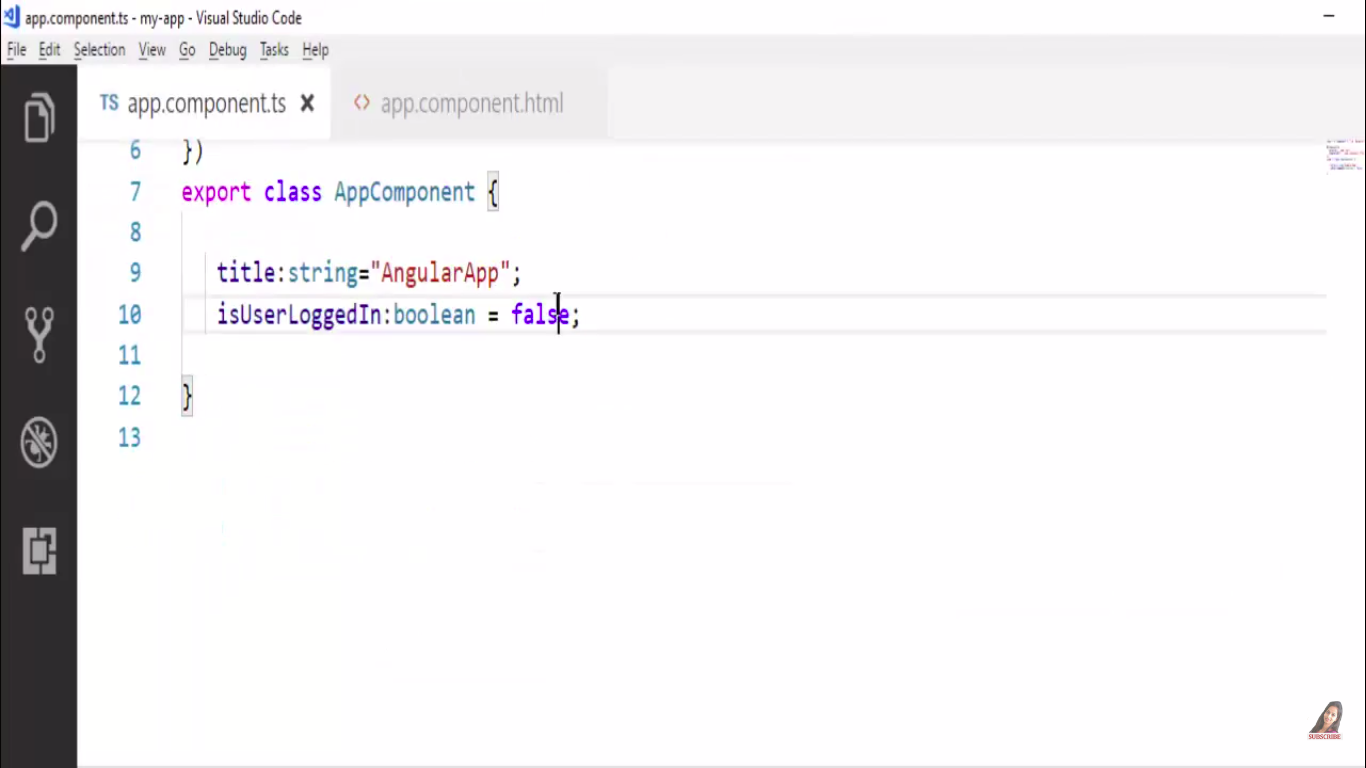 app.component.ts - my-app - Visual Studio Code
File Edit Selection View Go Debug Tasks Help
TS app.component.ts app.component.html
6 })
7 export class AppComponent {
8
9 title:string="AngularApp";
10 isUserLoggedIn:boolean = false;
11
12 }
13
SUBSCRIBE